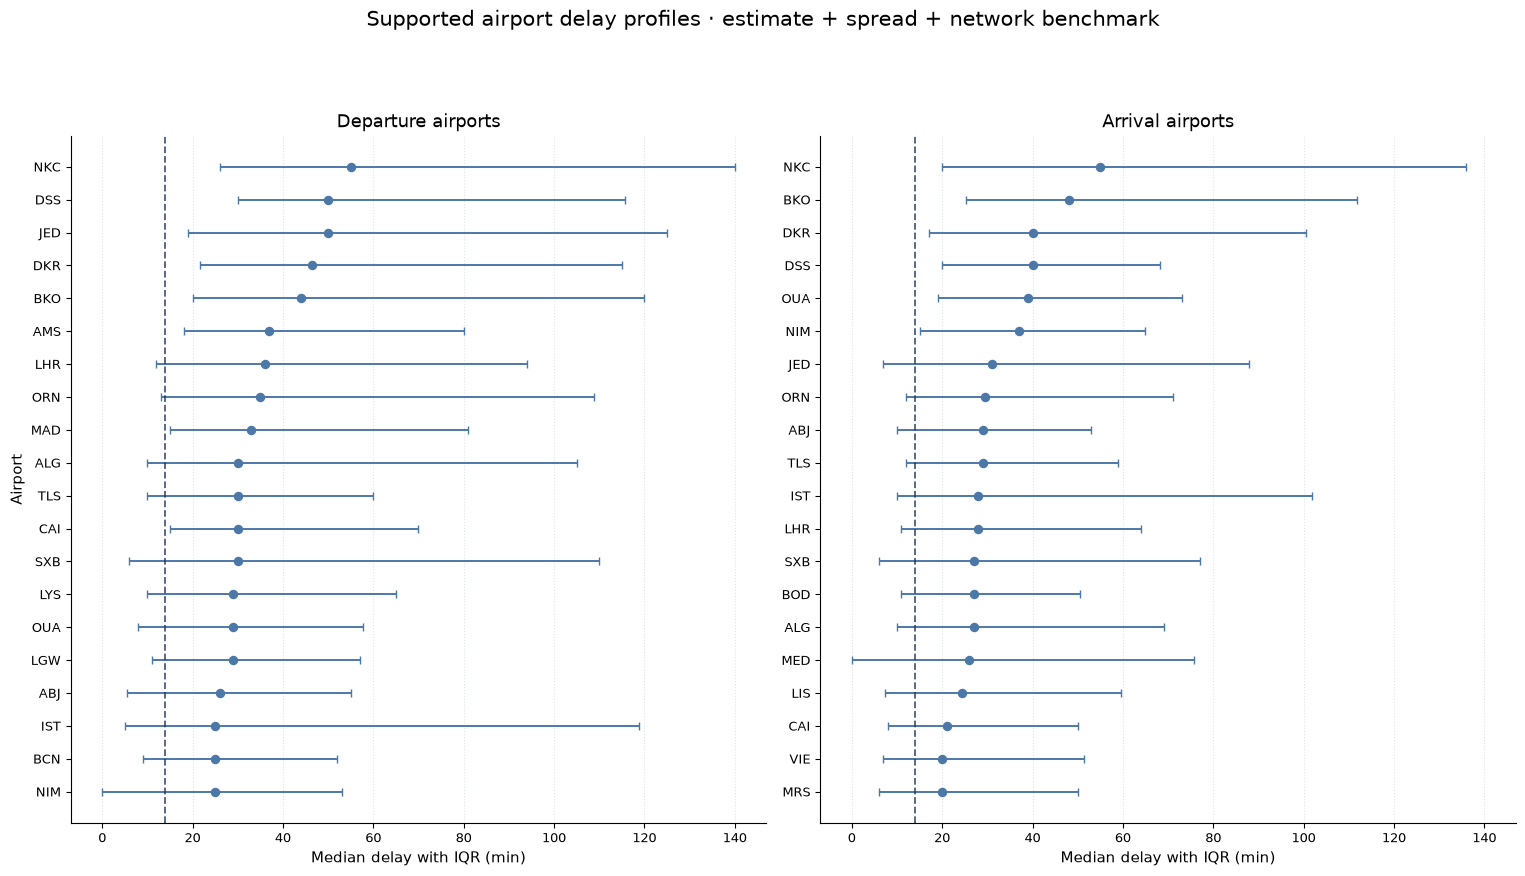 Supported airport delay profiles · estimate + spread + network benchmark
Departure airports
Airport
NKC
DSS
JED
DKR
BKO
AMS
LHR
ORN
MAD
ALG
TLS
CAI
SXB
LYS
OUA
LGW
ABJ
IST
BCN
NIM
0 20 40 60 80 100 120 140
Median delay with IQR (min)
Arrival airports
NKC
BKO
DKR
DSS
OUA
NIM
JED
ORN
ABJ
TLS
IST
LHR
SXB
BOD
ALG
MED
LIS
CAI
VIE
MRS
0 20 40 60 80 100 120 140
Median delay with IQR (min)